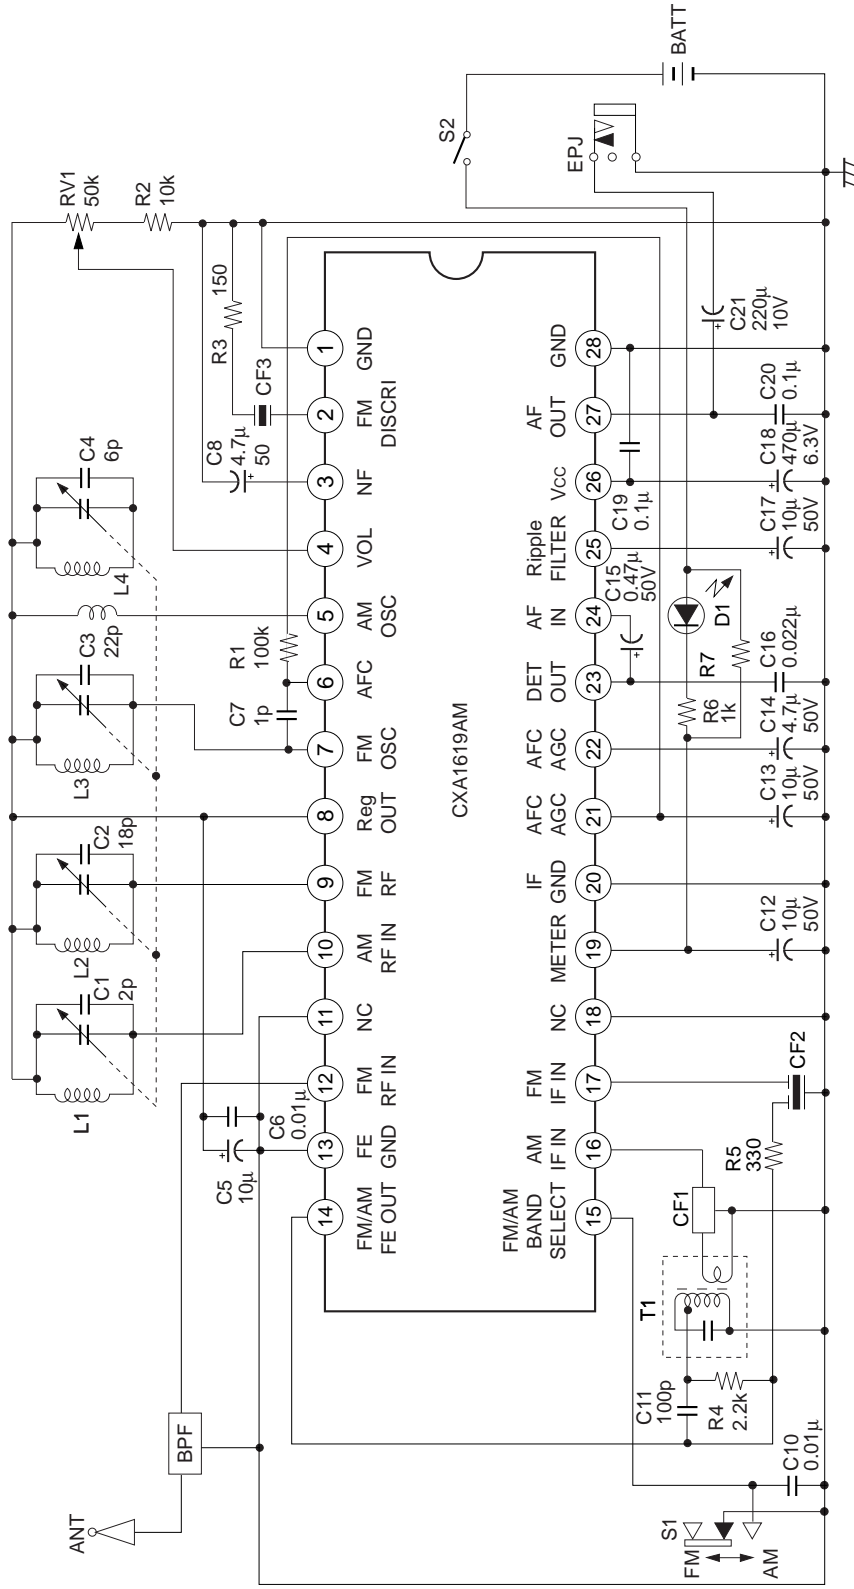 ANT
BPF
L1
C1
2p
L2
C2
18p
L3
C3
22p
L4
C4
6p
RV1
50k
R2
10k
C5
10µ
C6
0.01µ
C7
1p
R1
100k
C8
4.7µ
50
R3
150
CF3
14
13
12
11
10
9
8
7
6
5
4
3
2
1
FM/AM
FE OUT
FE
GND
FM
RF IN
NC
AM
RF IN
FM
RF
Reg
OUT
FM
OSC
AFC
AM
OSC
VOL
NF
FM
DISCRI
GND
CXA1619AM
FM/AM
BAND
SELECT
AM
IF IN
FM
IF IN
NC
METER
IF
GND
AFC
AGC
AFC
AGC
DET
OUT
AF
IN
Ripple
FILTER
Vcc
AF
OUT
GND
15
16
17
18
19
20
21
22
23
24
25
26
27
28
S1
FM
AM
C10
0.01µ
C11
100p
R4
2.2k
T1
CF1
R5
330
CF2
C12
10µ
50V
C13
10µ
50V
C14
4.7µ
50V
R6
1k
R7
D1
C16
0.022µ
C15
0.47µ
50V
C17
10µ
50V
C18
470µ
6.3V
C19
0.1µ
C20
0.1µ
C21
220µ
10V
S2
EPJ
BATT